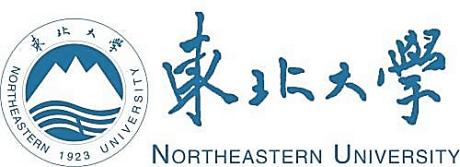 東北大學
NORTHEASTERN 1923 UNIVERSITY
東北大學
NORTHEASTERN UNIVERSITY